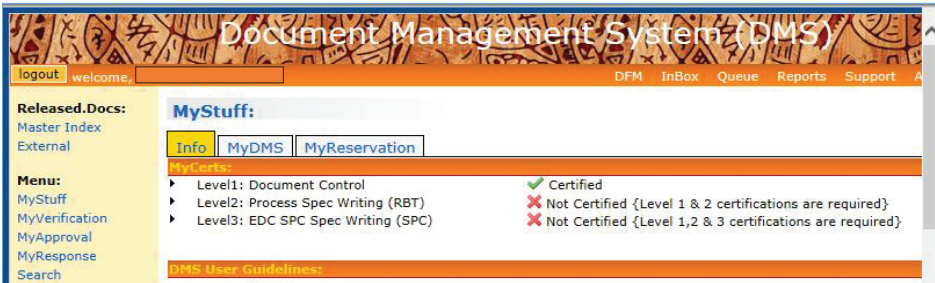 Document Management System (DMS)
logout welcome,
DFM InBox Queue Reports Support A
Released.Docs:
Master Index
External
Menu:
MyStuff
MyVerification
MyApproval
MyResponse
Search
MyStuff:
Info MyDMS MyReservation
MyCerts:
Level1: Document Control Certified
Level2: Process Spec Writing (RBT) Not Certified {Level 1 & 2 certifications are required}
Level3: EDC SPC Spec Writing (SPC) Not Certified {Level 1,2 & 3 certifications are required}
DMS User Guidelines: